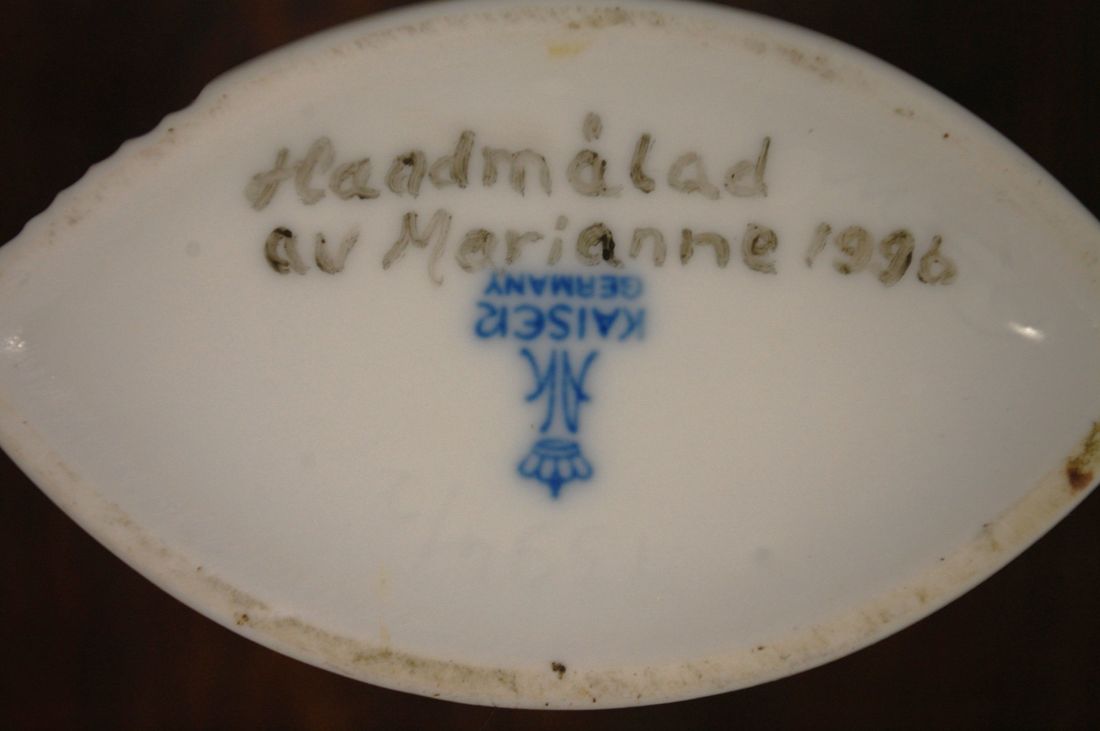 Handmålad
av Marianne 1996
KAISER
GERMANY